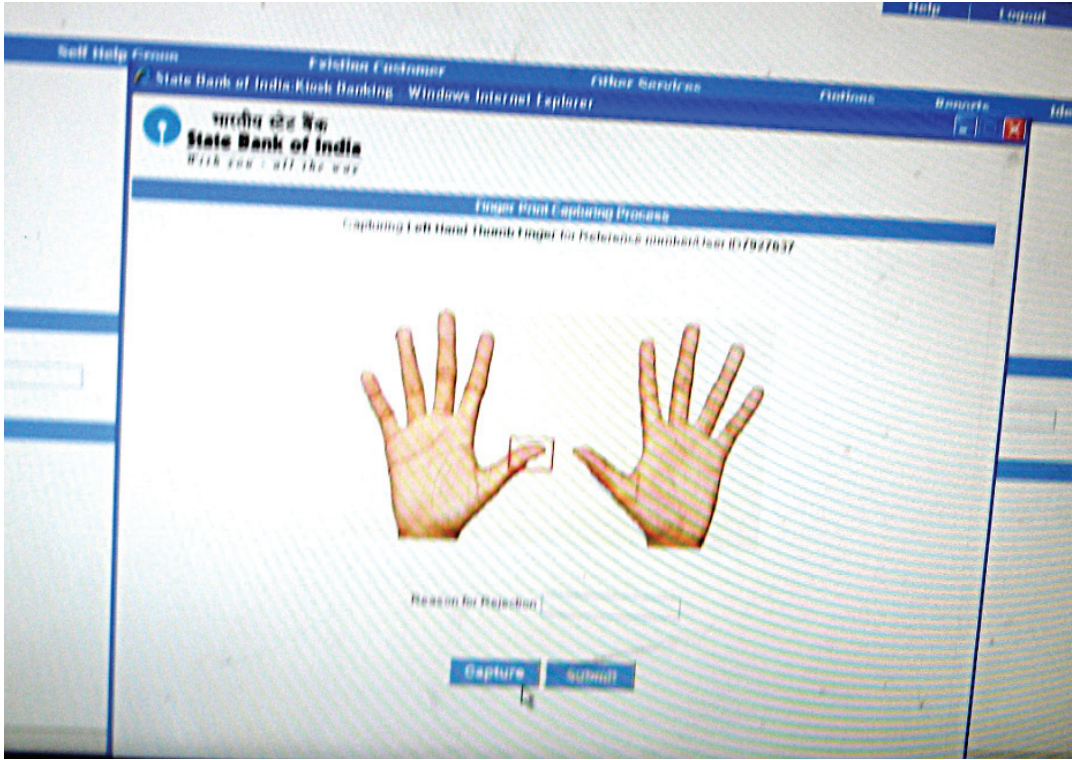 Help Logout
Self Help Group Existing Customer Other Services Options Reports Ide
State Bank of India Kiosk Banking - Windows Internet Explorer
भारतीय स्टेट बैंक
State Bank of India
With you - all the way
Finger Print Capturing Process
Capturing Left Hand Thumb Finger for Reference number/User ID7927637
Reason for Rejection
Capture Submit